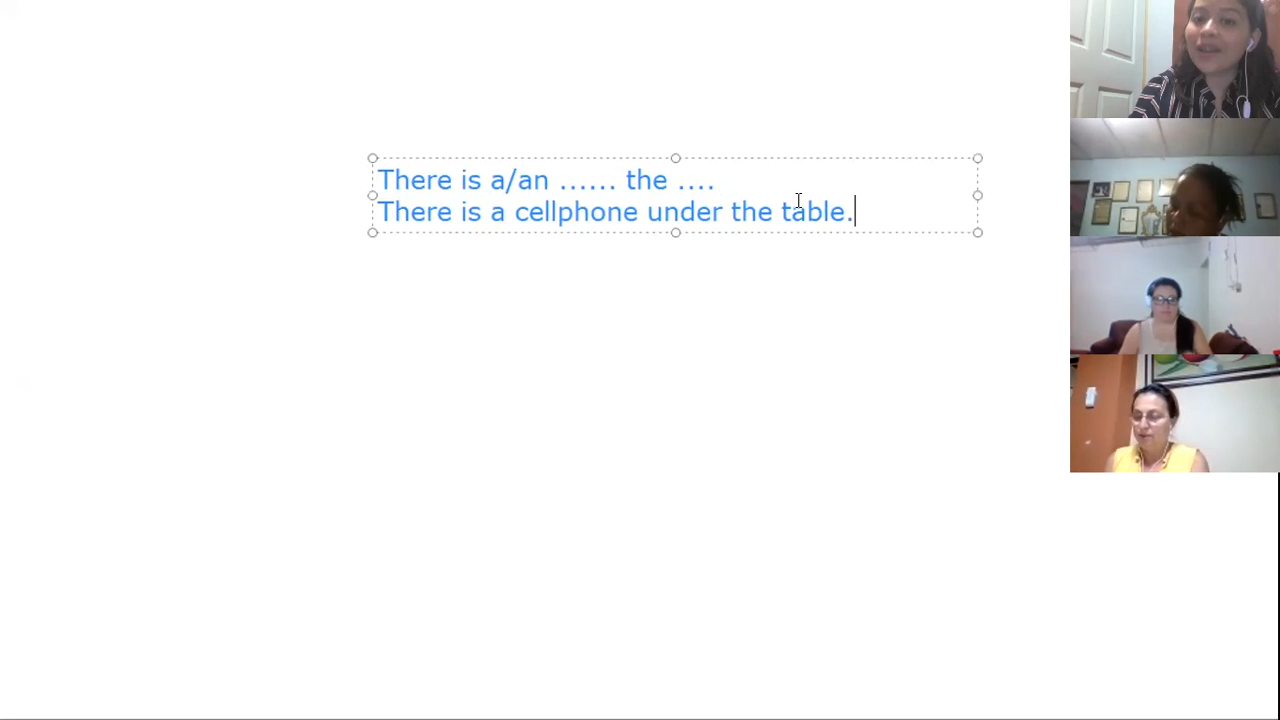 There is a/an ...... the ....
There is a cellphone under the table.